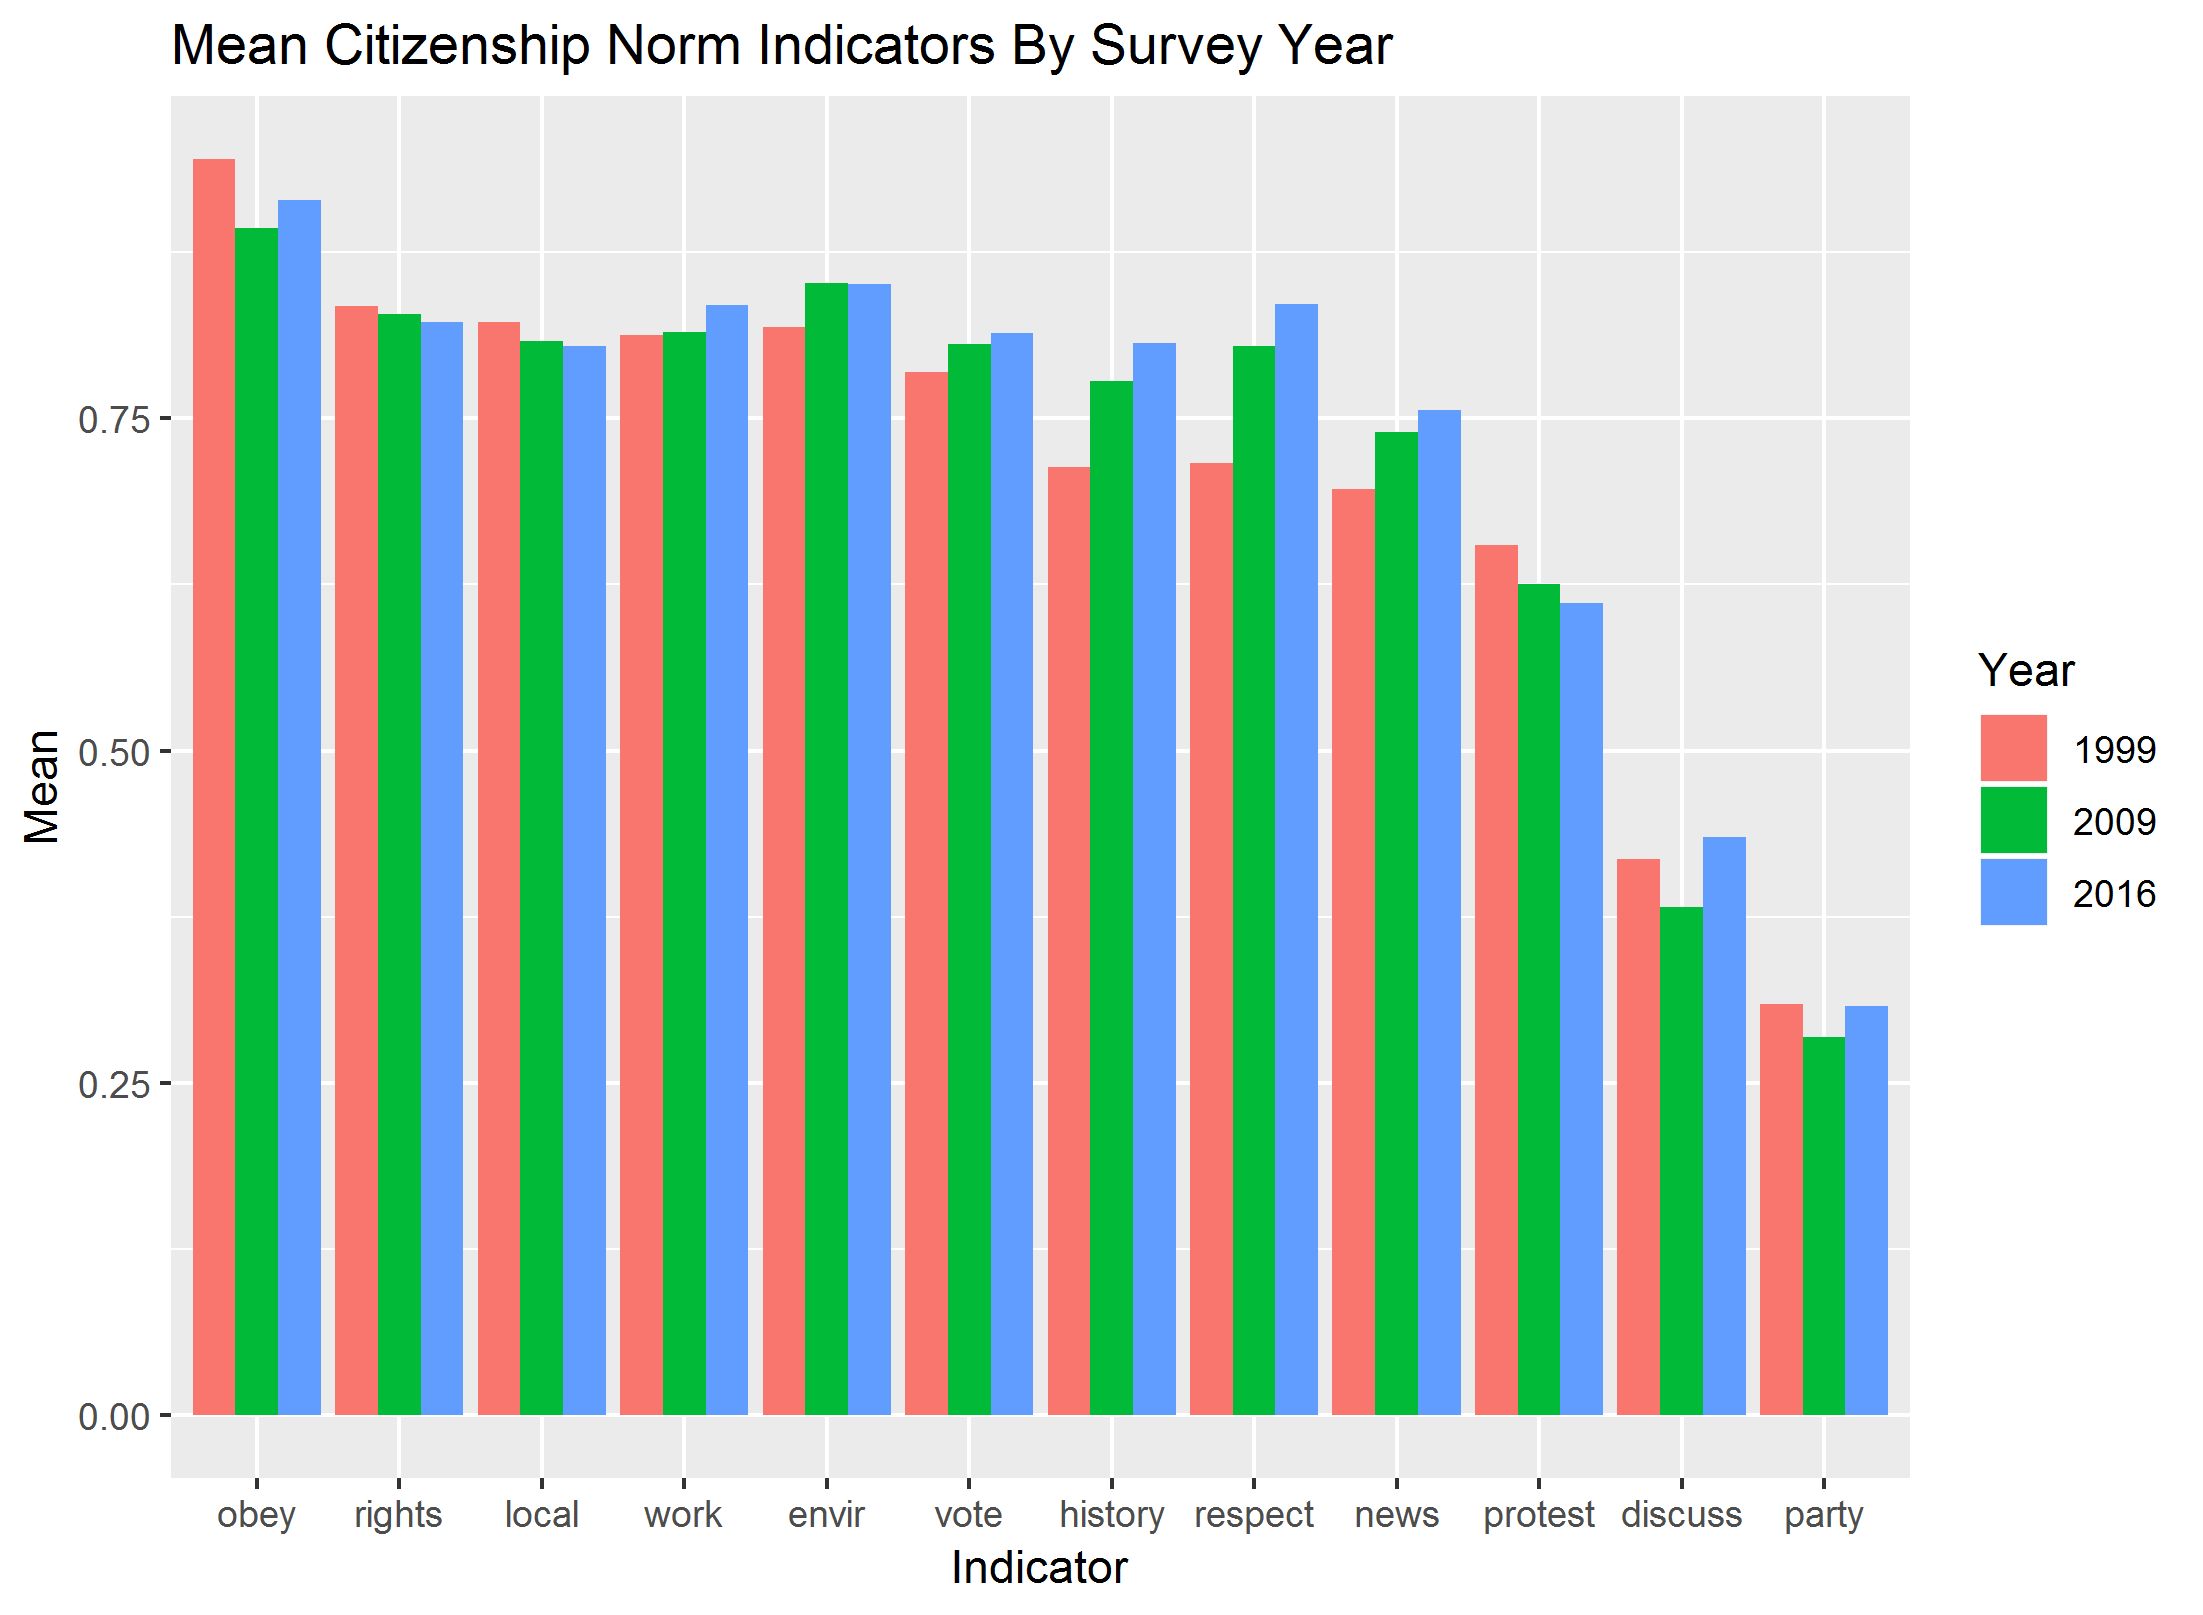 Mean Citizenship Norm Indicators By Survey Year
Mean
0.75
0.50
0.25
0.00
obey rights local work envir vote history respect news protest discuss party
Indicator
Year
1999
2009
2016